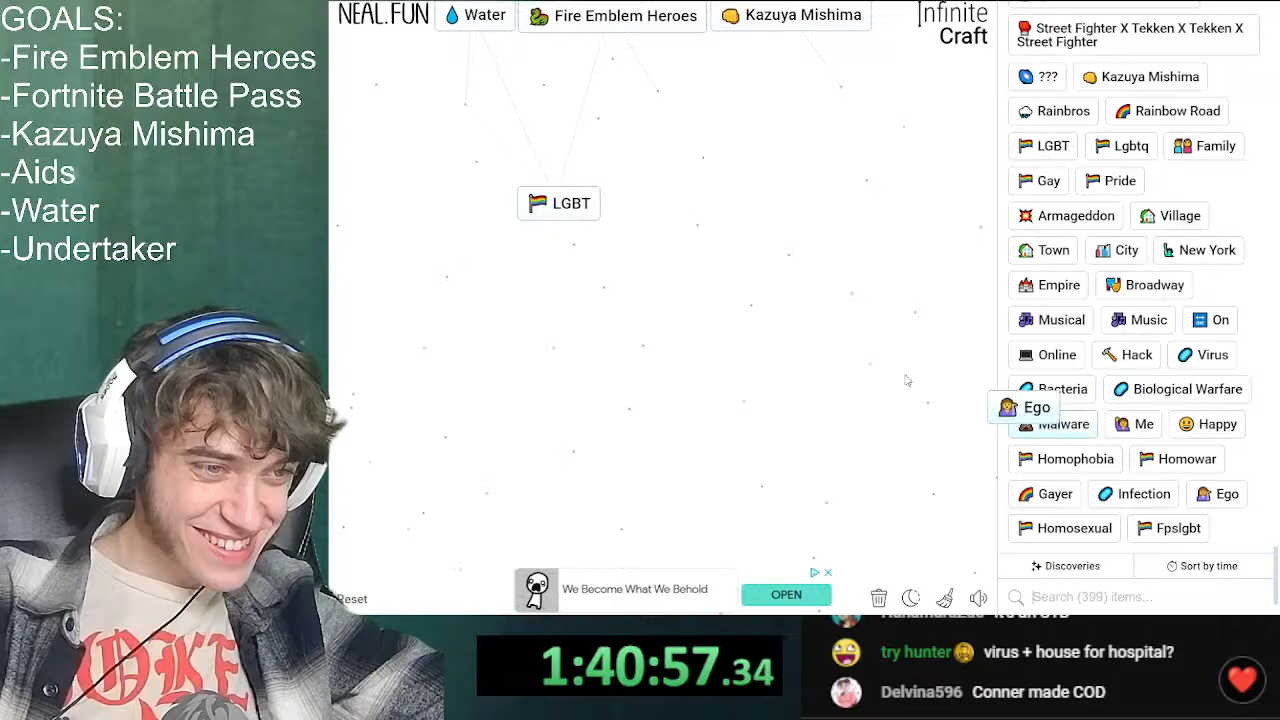 GOALS:
-Fire Emblem Heroes
-Fortnite Battle Pass
-Kazuya Mishima
-Aids
-Water
-Undertaker
NEAL.FUN
Water
Fire Emblem Heroes
Kazuya Mishima
Infinite
Craft
LGBT
Street Fighter X Tekken X Tekken X
Street Fighter
??? Kazuya Mishima
Rainbros Rainbow Road
LGBT Lgbtq Family
Gay Pride
Armageddon Village
Town City New York
Empire Broadway
Musical Music On
Online Hack Virus
Bacteria Biological Warfare
Ego
Malware Me Happy
Homophobia Homowar
Gayer Infection Ego
Homosexual Fpslgbt
Discoveries Sort by time
Search (399) items...
We Become What We Behold
OPEN
Reset
1:40:57.34
try hunter virus + house for hospital?
Delvina596 Conner made COD